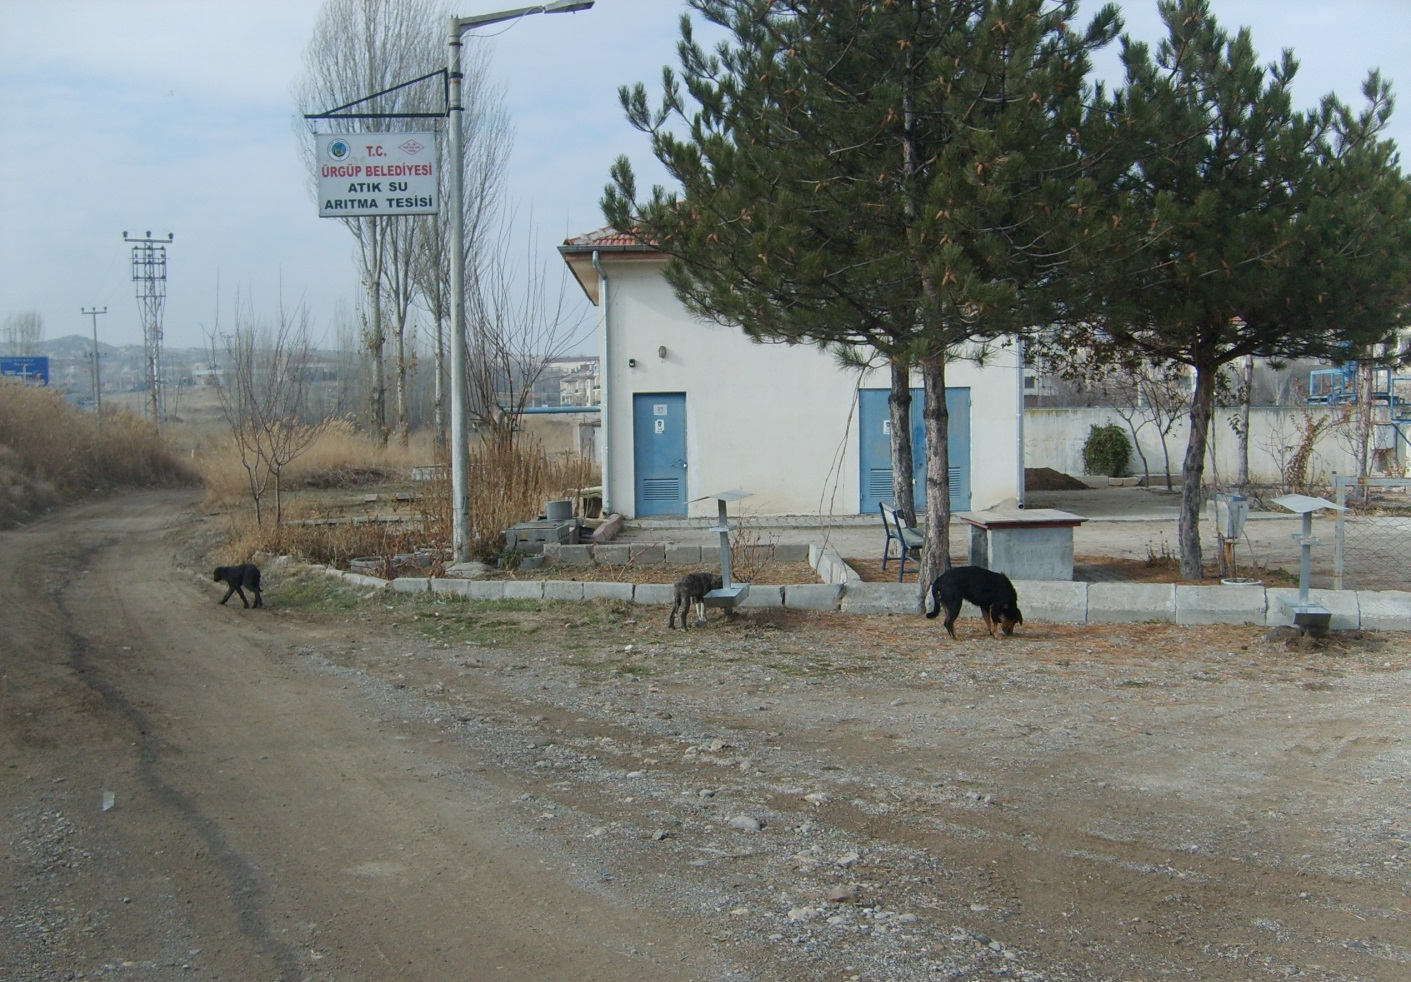 T.C.
ÜRGÜP BELEDİYESİ
ATIK SU
ARITMA TESİSİ